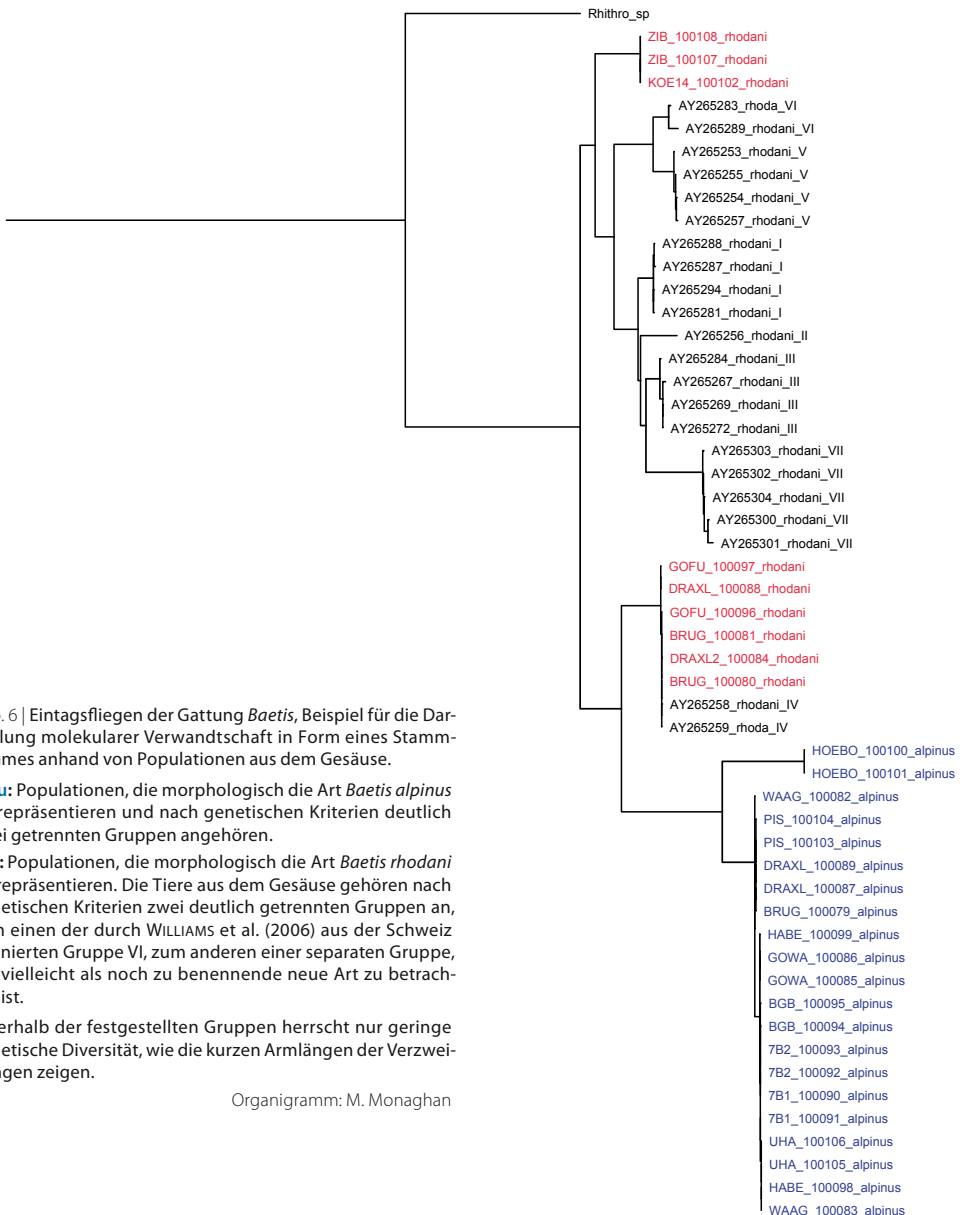 Rhithro_sp
ZIB_100108_rhodani
ZIB_100107_rhodani
KOE14_100102_rhodani
AY265283_rhoda_VI
AY265289_rhodani_VI
AY265253_rhodani_V
AY265255_rhodani_V
AY265254_rhodani_V
AY265257_rhodani_V
AY265288_rhodani_I
AY265287_rhodani_I
AY265294_rhodani_I
AY265281_rhodani_I
AY265256_rhodani_II
AY265284_rhodani_III
AY265267_rhodani_III
AY265269_rhodani_III
AY265272_rhodani_III
AY265303_rhodani_VII
AY265302_rhodani_VII
AY265304_rhodani_VII
AY265300_rhodani_VII
AY265301_rhodani_VII
GOFU_100097_rhodani
DRAXL_100088_rhodani
GOFU_100096_rhodani
BRUG_100081_rhodani
DRAXL2_100084_rhodani
BRUG_100080_rhodani
AY265258_rhodani_IV
AY265259_rhoda_IV
HOEBO_100100_alpinus
HOEBO_100101_alpinus
WAAG_100082_alpinus
PIS_100104_alpinus
PIS_100103_alpinus
DRAXL_100089_alpinus
DRAXL_100087_alpinus
BRUG_100079_alpinus
HABE_100099_alpinus
GOWA_100086_alpinus
GOWA_100085_alpinus
BGB_100095_alpinus
BGB_100094_alpinus
7B2_100093_alpinus
7B2_100092_alpinus
7B1_100090_alpinus
7B1_100091_alpinus
UHA_100106_alpinus
UHA_100105_alpinus
HABE_100098_alpinus
WAAG_100083_alpinus
. 6 | Eintagsfliegen der Gattung Baetis, Beispiel für die Dar-
lung molekularer Verwandtschaft in Form eines Stamm-
umes anhand von Populationen aus dem Gesäuse.
u: Populationen, die morphologisch die Art Baetis alpinus
repräsentieren und nach genetischen Kriterien deutlich
ei getrennten Gruppen angehören.
: Populationen, die morphologisch die Art Baetis rhodani
repräsentieren. Die Tiere aus dem Gesäuse gehören nach
etischen Kriterien zwei deutlich getrennten Gruppen an,
n einen der durch WILLIAMS et al. (2006) aus der Schweiz
nierten Gruppe VI, zum anderen einer separaten Gruppe,
vielleicht als noch zu benennende neue Art zu betrach-
ist.
erhalb der festgestellten Gruppen herrscht nur geringe
etische Diversität, wie die kurzen Armlängen der Verzwei-
ngen zeigen.
Organigramm: M. Monaghan